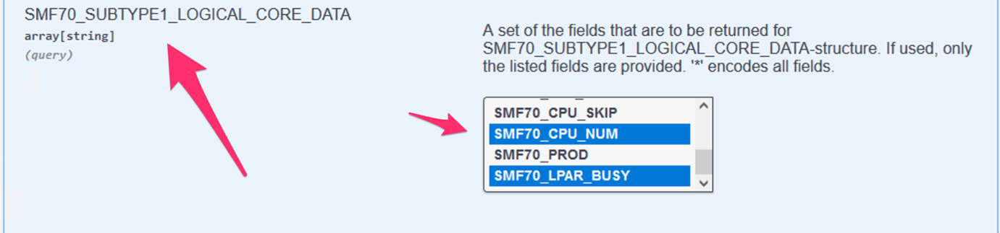 SMF70_SUBTYPE1_LOGICAL_CORE_DATA
array[string]
(query)
A set of the fields that are to be returned for
SMF70_SUBTYPE1_LOGICAL_CORE_DATA-structure. If used, only
the listed fields are provided. '*' encodes all fields.
SMF70_CPU_SKIP
SMF70_CPU_NUM
SMF70_PROD
SMF70_LPAR_BUSY